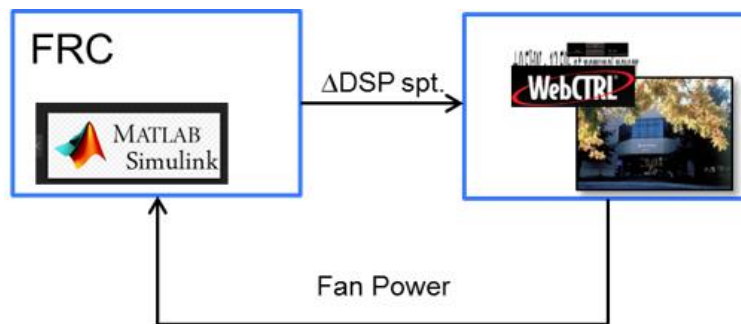 FRC
MATLAB
Simulink
ΔDSP spt.
WebCTRL®
Fan Power